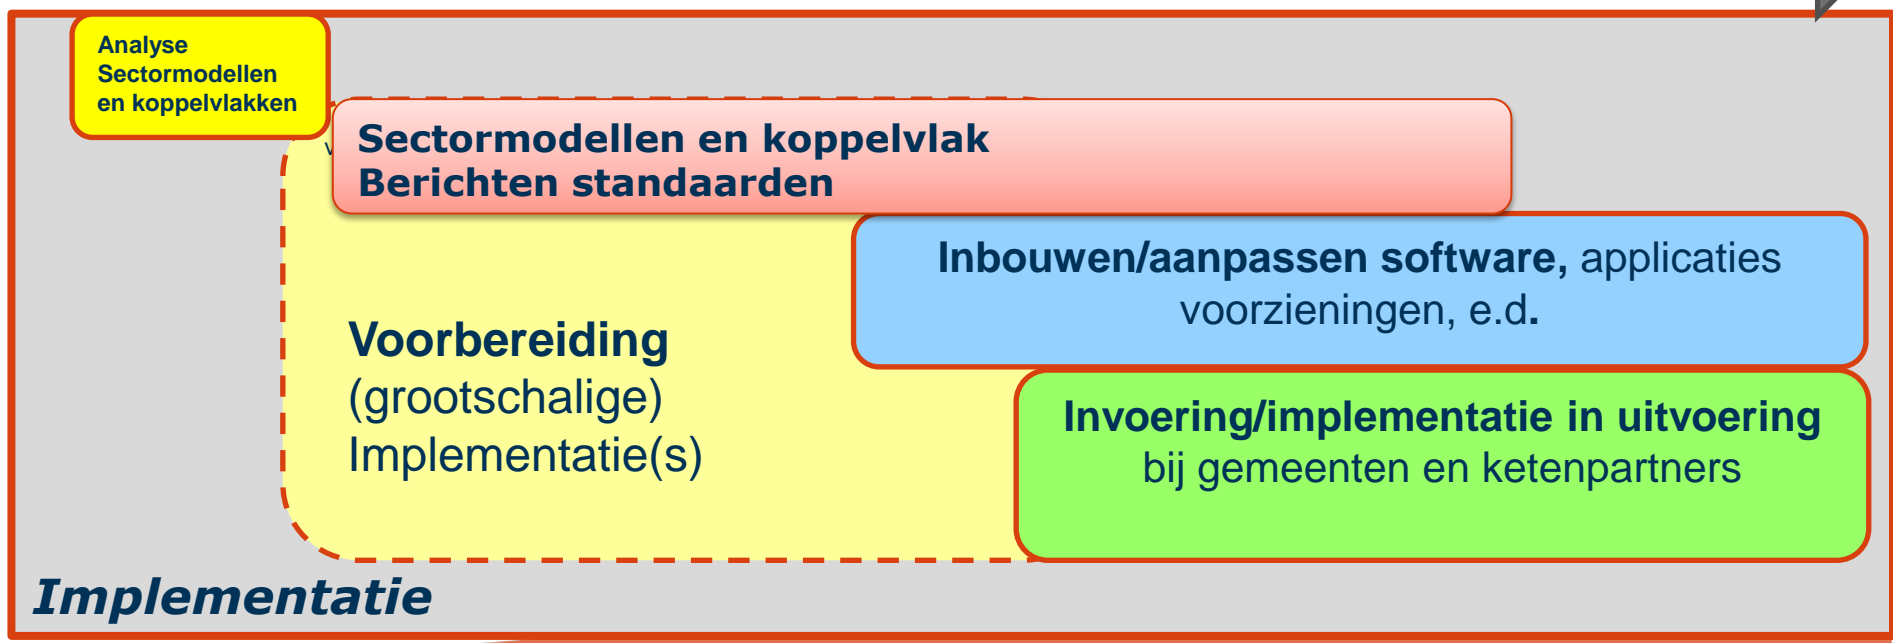 Analyse
Sectormodellen
en koppelvlakken
Sectormodellen en koppelvlak
Berichten standaarden
Inbouwen/aanpassen software, applicaties
voorzieningen, e.d.
Voorbereiding
(grootschalige)
Implementatie(s)
Invoering/implementatie in uitvoering
bij gemeenten en ketenpartners
Implementatie